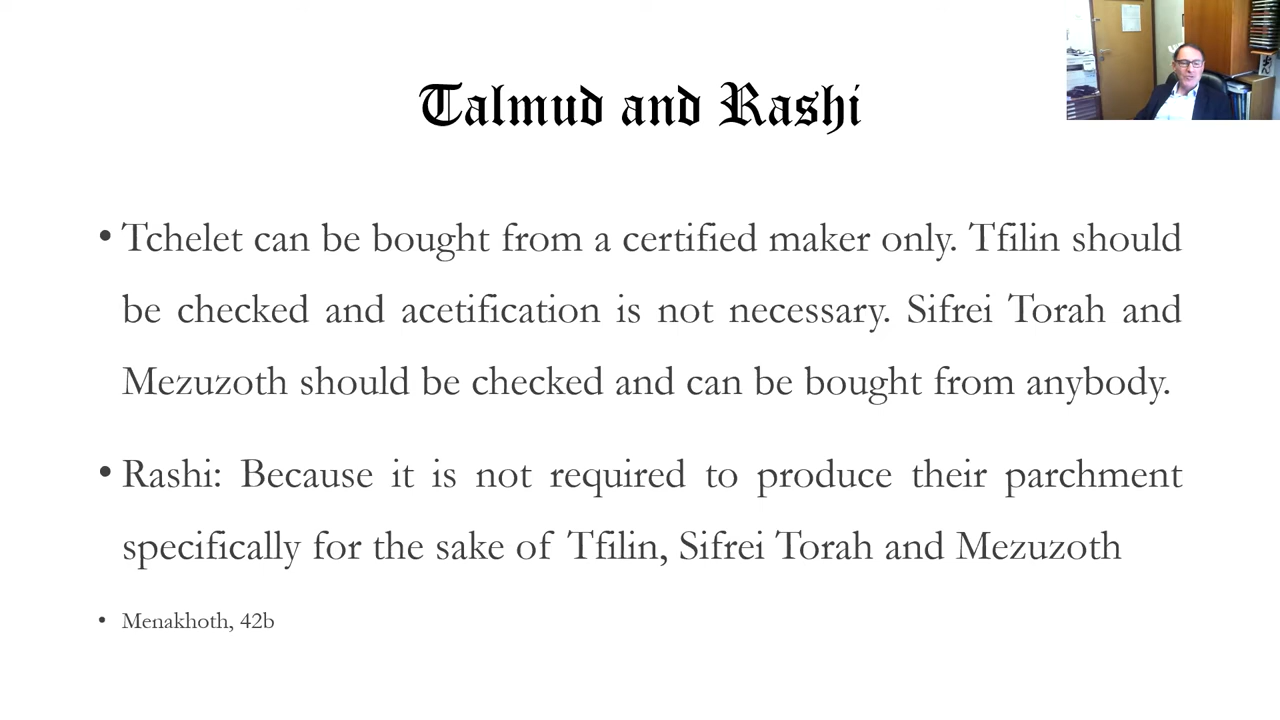 Talmud and Rashi
• Tchelet can be bought from a certified maker only. Tfilin should
be checked and acetification is not necessary. Sifrei Torah and
Mezuzoth should be checked and can be bought from anybody.
• Rashi: Because it is not required to produce their parchment
specifically for the sake of Tfilin, Sifrei Torah and Mezuzoth
• Menakhoth, 42b